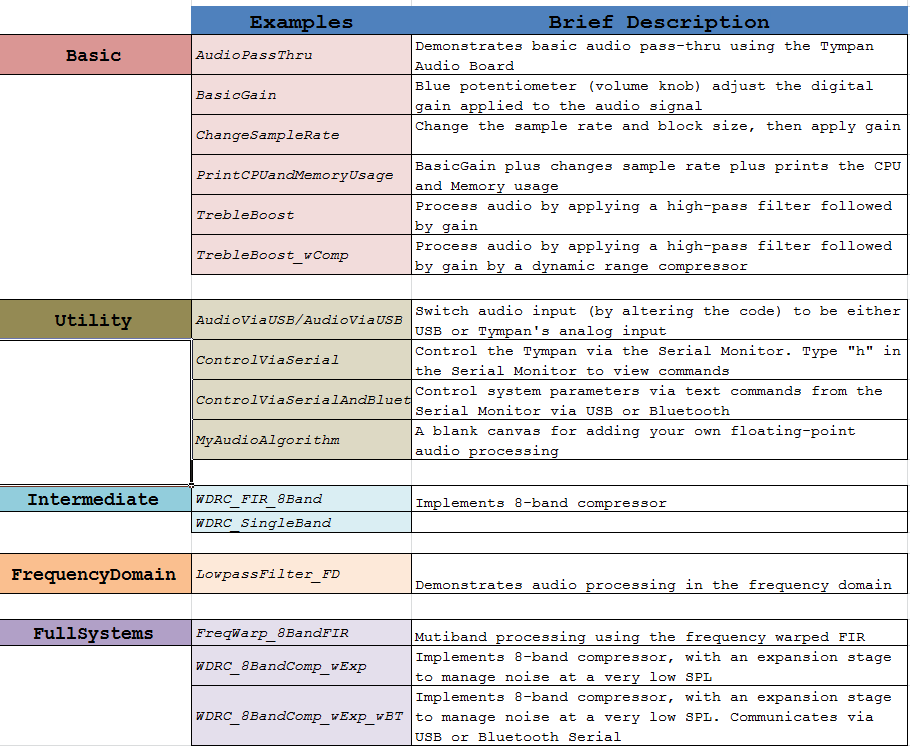 Examples Brief Description
Basic AudioPassThru Demonstrates basic audio pass-thru using the Tympan
Audio Board
BasicGain Blue potentiometer (volume knob) adjust the digital
gain applied to the audio signal
ChangeSampleRate Change the sample rate and block size, then apply gain
PrintCPUandMemoryUsage BasicGain plus changes sample rate plus prints the CPU
and Memory usage
TrebleBoost Process audio by applying a high-pass filter followed
by gain
TrebleBoost_wComp Process audio by applying a high-pass filter followed
by gain by a dynamic range compressor
Utility AudioViaUSB/AudioViaUSB Switch audio input (by altering the code) to be either
USB or Tympan's analog input
ControlViaSerial Control the Tympan via the Serial Monitor. Type "h" in
the Serial Monitor to view commands
ControlViaSerialAndBluet Control system parameters via text commands from the
Serial Monitor via USB or Bluetooth
MyAudioAlgorithm A blank canvas for adding your own floating-point
audio processing
Intermediate WDRC_FIR_8Band Implements 8-band compressor
WDRC_SingleBand
FrequencyDomain LowpassFilter_FD Demonstrates audio processing in the frequency domain
FullSystems FreqWarp_8BandFIR Mutiband processing using the frequency warped FIR
WDRC_8BandComp_wExp Implements 8-band compressor, with an expansion stage
to manage noise at a very low SPL
WDRC_8BandComp_wExp_wBT Implements 8-band compressor, with an expansion stage
to manage noise at a very low SPL. Communicates via
USB or Bluetooth Serial